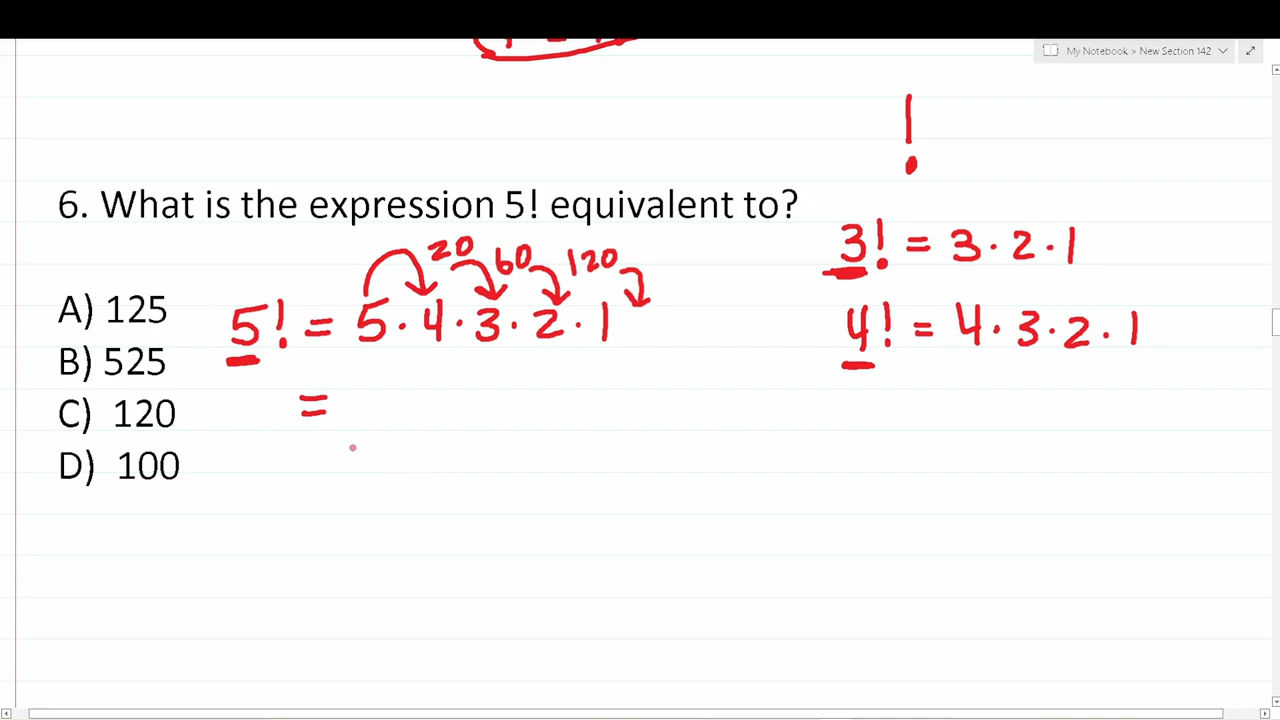 My Notebook > New Section 142
!
6. What is the expression 5! equivalent to?
3! = 3·2·1
20 60 120
A) 125
5! = 5·4·3·2·1
4! = 4·3·2·1
B) 525
=
C) 120
D) 100